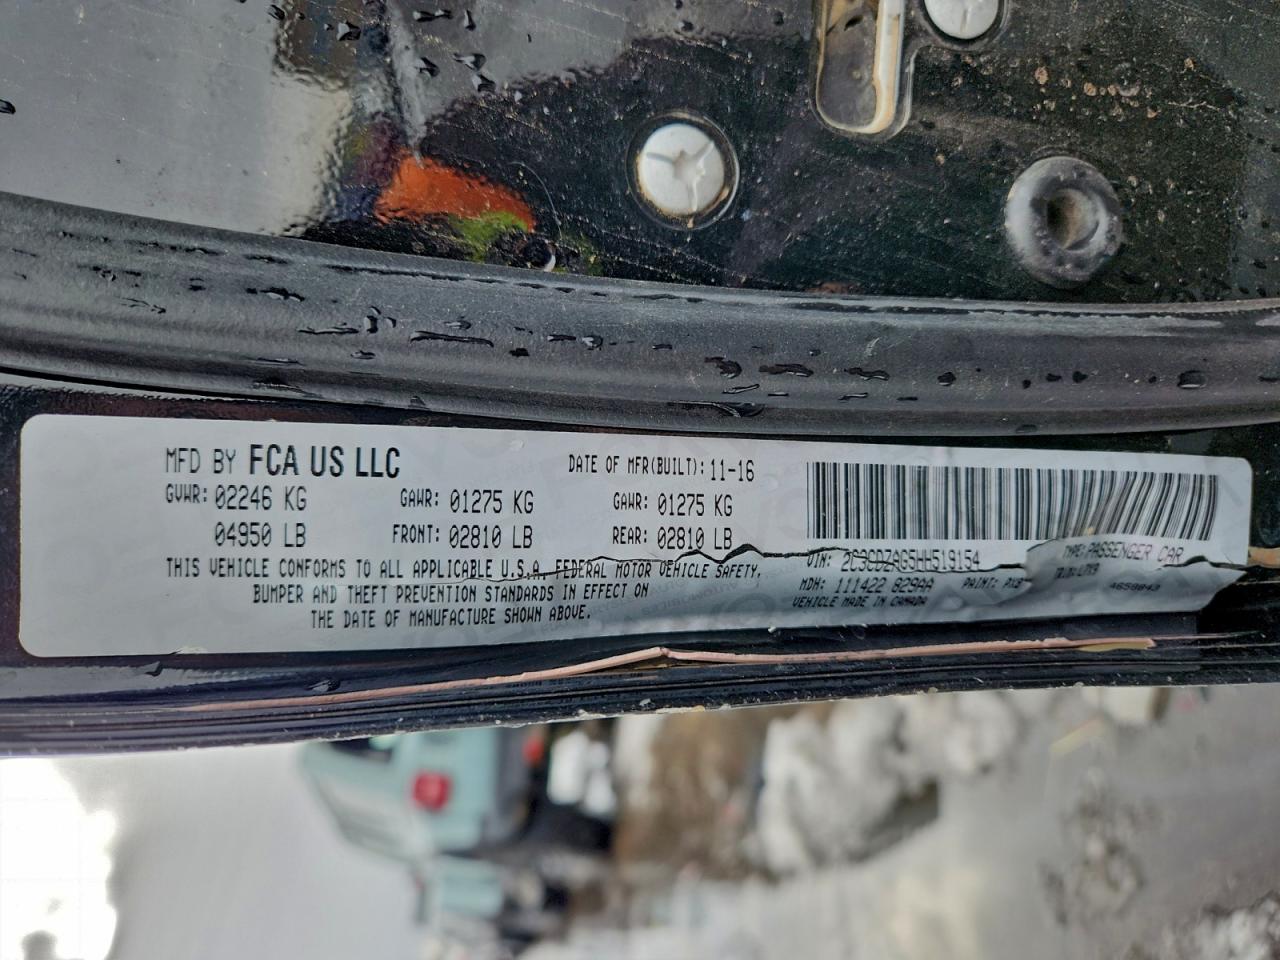 MFD BY FCA US LLC
DATE OF MFR(BUILT): 11-16
GVWR: 02246 KG
GAWR: 01275 KG
GAWR: 01275 KG
04950 LB
FRONT: 02810 LB
REAR: 02810 LB
THIS VEHICLE CONFORMS TO ALL APPLICABLE U.S.A. FEDERAL MOTOR VEHICLE SAFETY,
BUMPER AND THEFT PREVENTION STANDARDS IN EFFECT ON
THE DATE OF MANUFACTURE SHOWN ABOVE.
VIN: 2C3CDZAG5HH519154
TYPE: PASSENGER CAR
MDH: 111422 829AA
PAINT: PX8
VEHICLE MADE IN CANADA
4658843